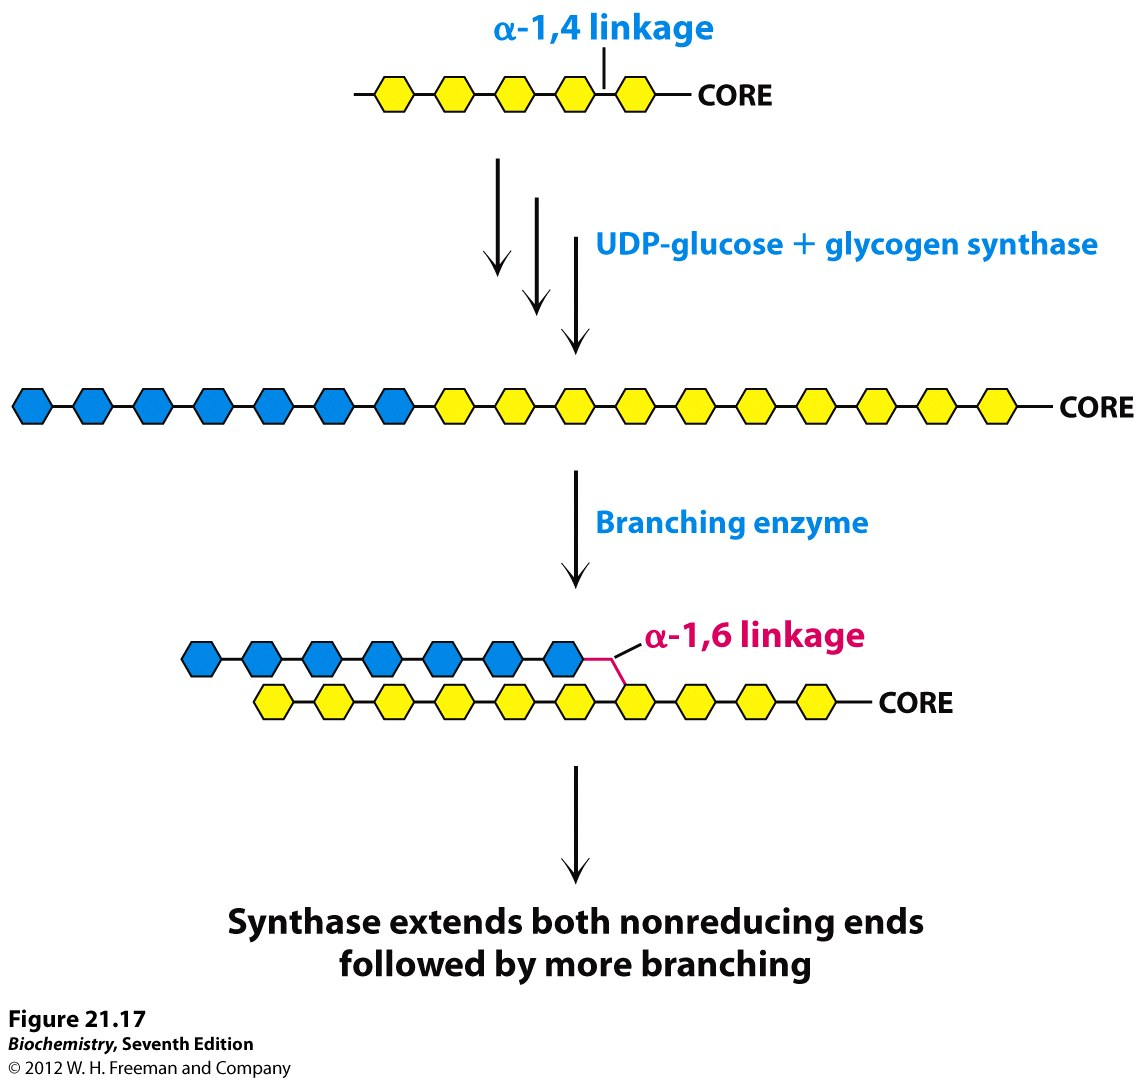 α-1,4 linkage
CORE
UDP-glucose + glycogen synthase
CORE
Branching enzyme
α-1,6 linkage
CORE
Synthase extends both nonreducing ends
followed by more branching
Figure 21.17
Biochemistry, Seventh Edition
© 2012 W. H. Freeman and Company